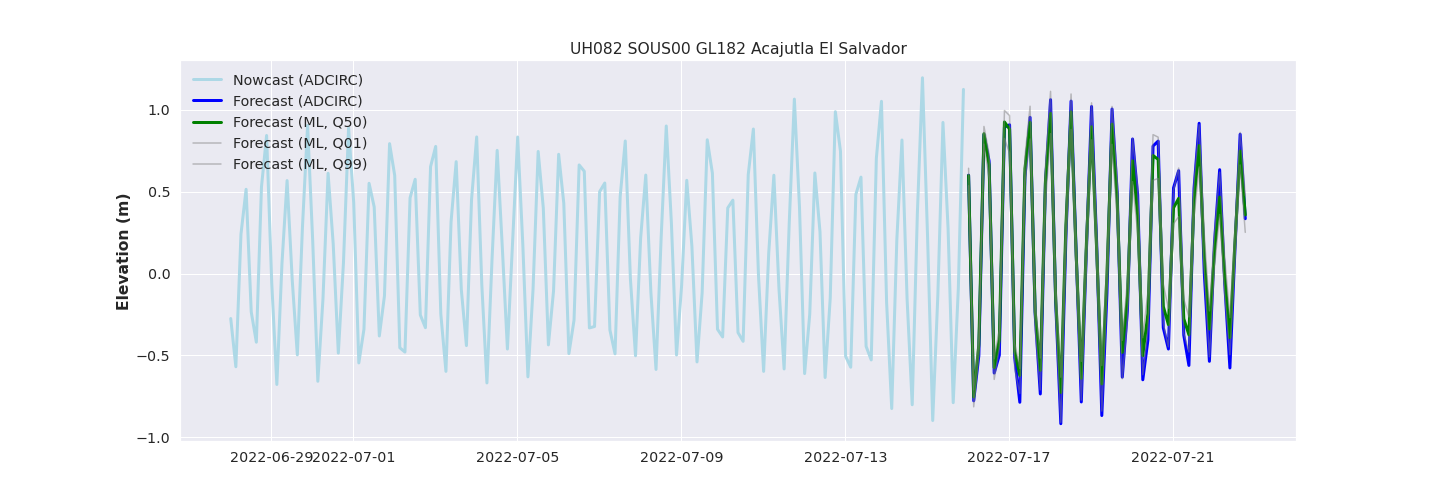 UH082 SOUS00 GL182 Acajutla El Salvador
Nowcast (ADCIRC)
Forecast (ADCIRC)
Forecast (ML, Q50)
Forecast (ML, Q01)
Forecast (ML, Q99)
Elevation (m)
1.0
0.5
0.0
−0.5
−1.0
2022-06-29 2022-07-01 2022-07-05 2022-07-09 2022-07-13 2022-07-17 2022-07-21